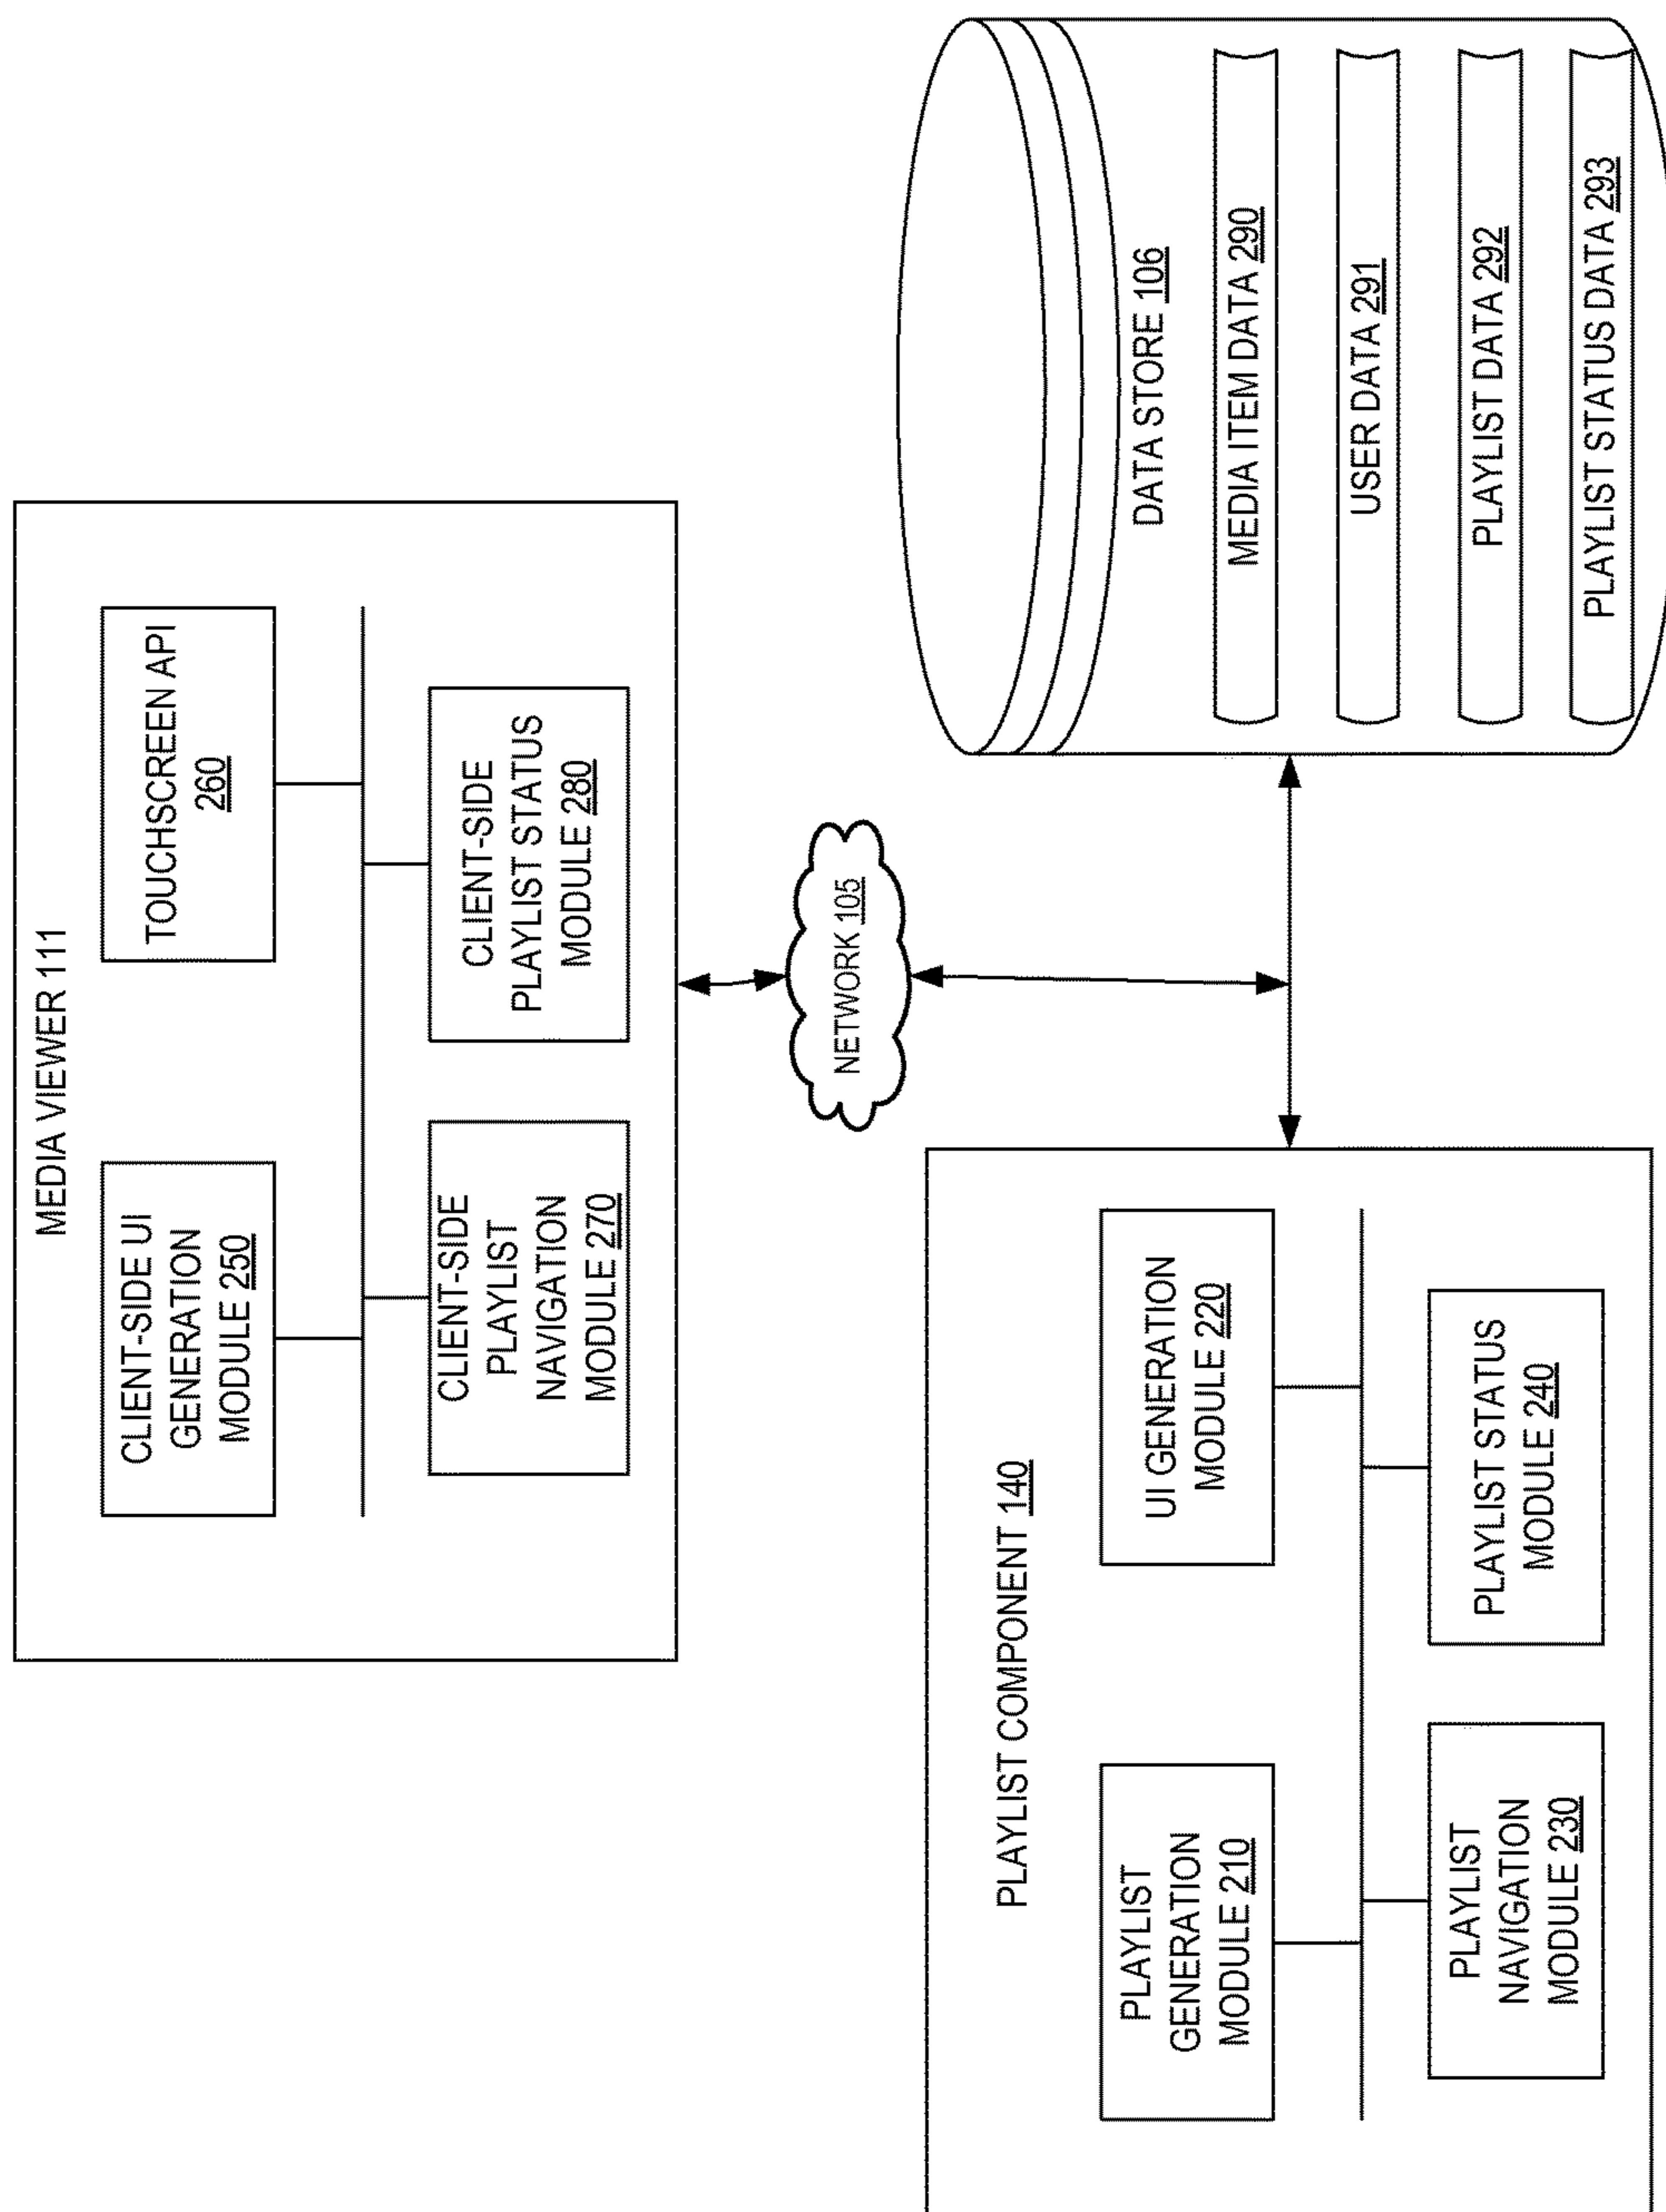 MEDIA VIEWER 111
CLIENT-SIDE UI
GENERATION
MODULE 250
TOUCHSCREEN API
260
CLIENT-SIDE
PLAYLIST
NAVIGATION
MODULE 270
CLIENT-SIDE
PLAYLIST STATUS
MODULE 280
NETWORK 105
PLAYLIST COMPONENT 140
PLAYLIST
GENERATION
MODULE 210
UI GENERATION
MODULE 220
PLAYLIST
NAVIGATION
MODULE 230
PLAYLIST STATUS
MODULE 240
DATA STORE 106
MEDIA ITEM DATA 290
USER DATA 291
PLAYLIST DATA 292
PLAYLIST STATUS DATA 293